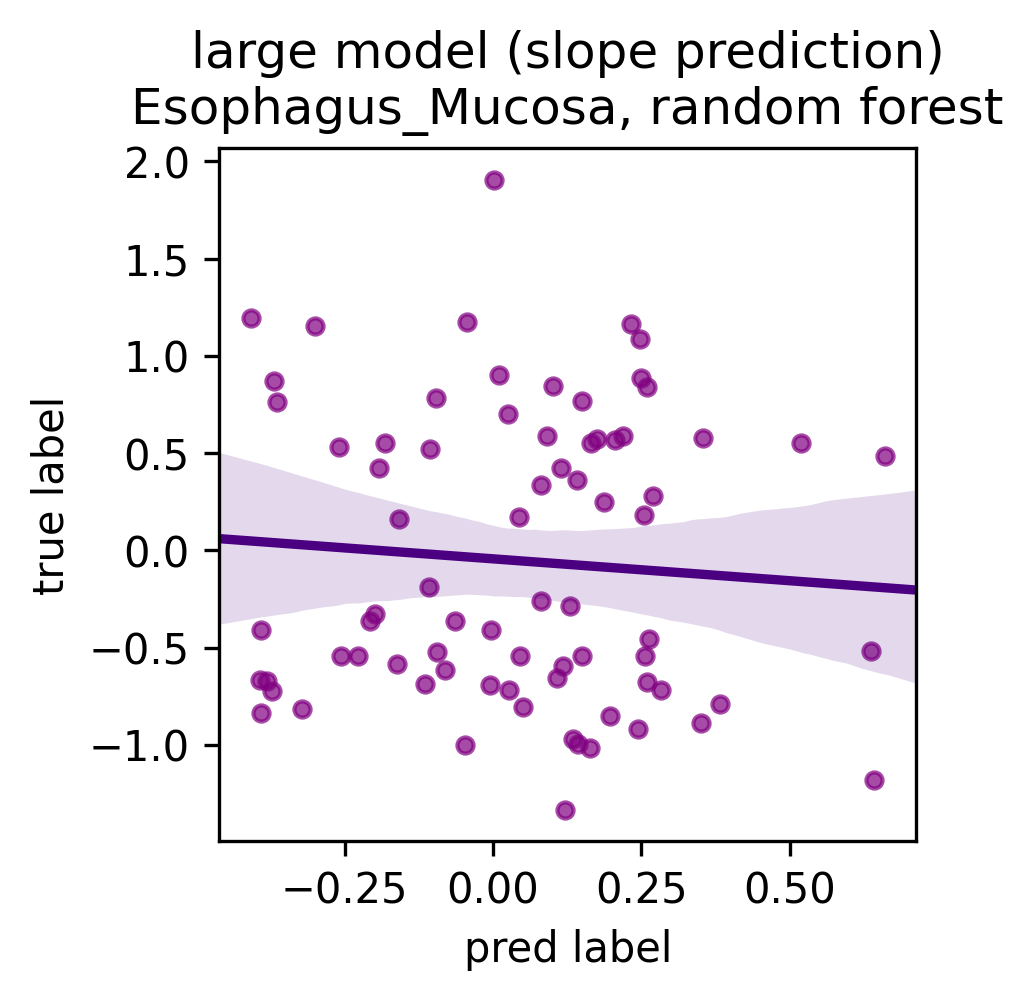 large model (slope prediction)
Esophagus_Mucosa, random forest
2.0
1.5
1.0
0.5
0.0
−0.5
−1.0
true label
−0.25
0.00
0.25
0.50
pred label